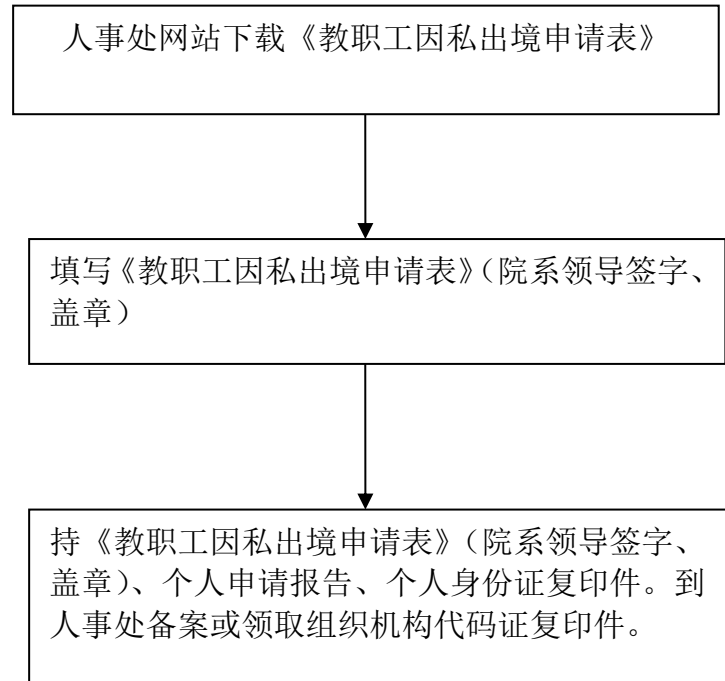 人事处网站下载《教职工因私出境申请表》
填写《教职工因私出境申请表》（院系领导签字、
盖章）
持《教职工因私出境申请表》（院系领导签字、
盖章）、个人申请报告、个人身份证复印件。到
人事处备案或领取组织机构代码证复印件。